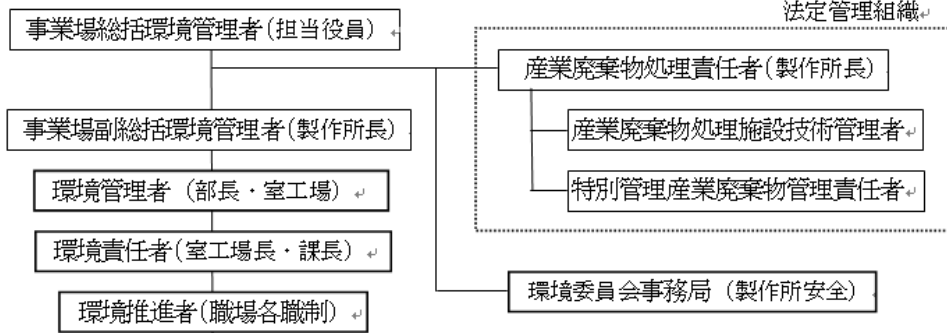 法定管理組織
事業場総括環境管理者(担当役員)
産業廃棄物処理責任者(製作所長)
事業場副総括環境管理者(製作所長)
産業廃棄物処理施設技術管理者
環境管理者 (部長・室工場)
特別管理産業廃棄物管理責任者
環境責任者(室工場長・課長)
環境委員会事務局 (製作所安全)
環境推進者(職場各職制)